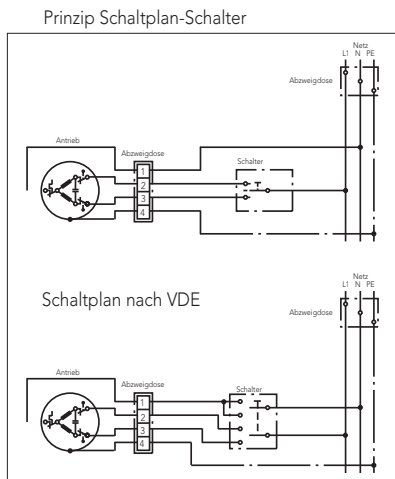 Prinzip Schaltplan-Schalter
Netz
L1 N PE
Abzweigdose
Antrieb
Abzweigdose
Schalter
1
2
3
4
Schaltplan nach VDE
Netz
L1 N PE
Abzweigdose
Antrieb
Abzweigdose
Schalter
1
2
3
4